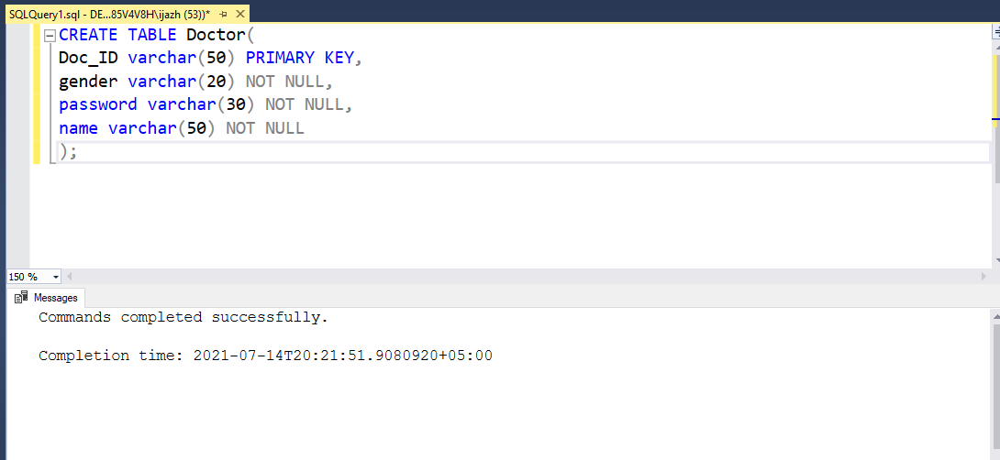 SQLQuery1.sql - DE...85V4V8H\ijazh (53))*
CREATE TABLE Doctor(
Doc_ID varchar(50) PRIMARY KEY,
gender varchar(20) NOT NULL,
password varchar(30) NOT NULL,
name varchar(50) NOT NULL
);
150 %
Messages
Commands completed successfully.
Completion time: 2021-07-14T20:21:51.9080920+05:00